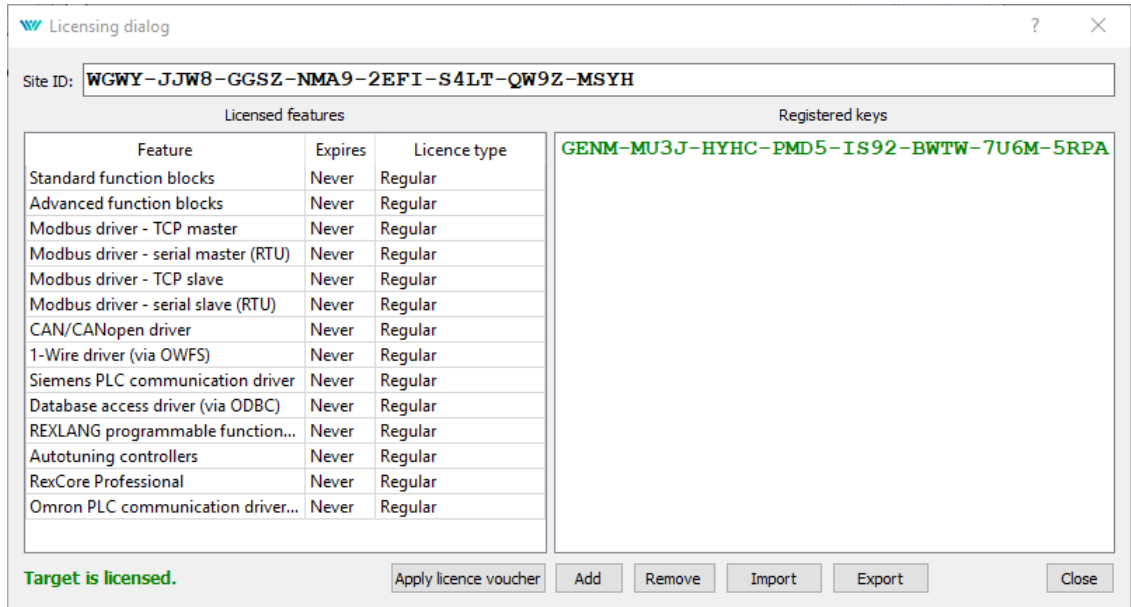 Licensing dialog ? ×
Site ID: WGWY-JJW8-GGSZ-NMA9-2EFI-S4LT-QW9Z-MSYH
Licensed features Registered keys
Feature Expires Licence type GENM-MU3J-HYHC-PMD5-IS92-BWTW-7U6M-5RPA
Standard function blocks Never Regular
Advanced function blocks Never Regular
Modbus driver - TCP master Never Regular
Modbus driver - serial master (RTU) Never Regular
Modbus driver - TCP slave Never Regular
Modbus driver - serial slave (RTU) Never Regular
CAN/CANopen driver Never Regular
1-Wire driver (via OWFS) Never Regular
Siemens PLC communication driver Never Regular
Database access driver (via ODBC) Never Regular
REXLANG programmable function... Never Regular
Autotuning controllers Never Regular
RexCore Professional Never Regular
Omron PLC communication driver... Never Regular
Target is licensed. Apply licence voucher Add Remove Import Export Close